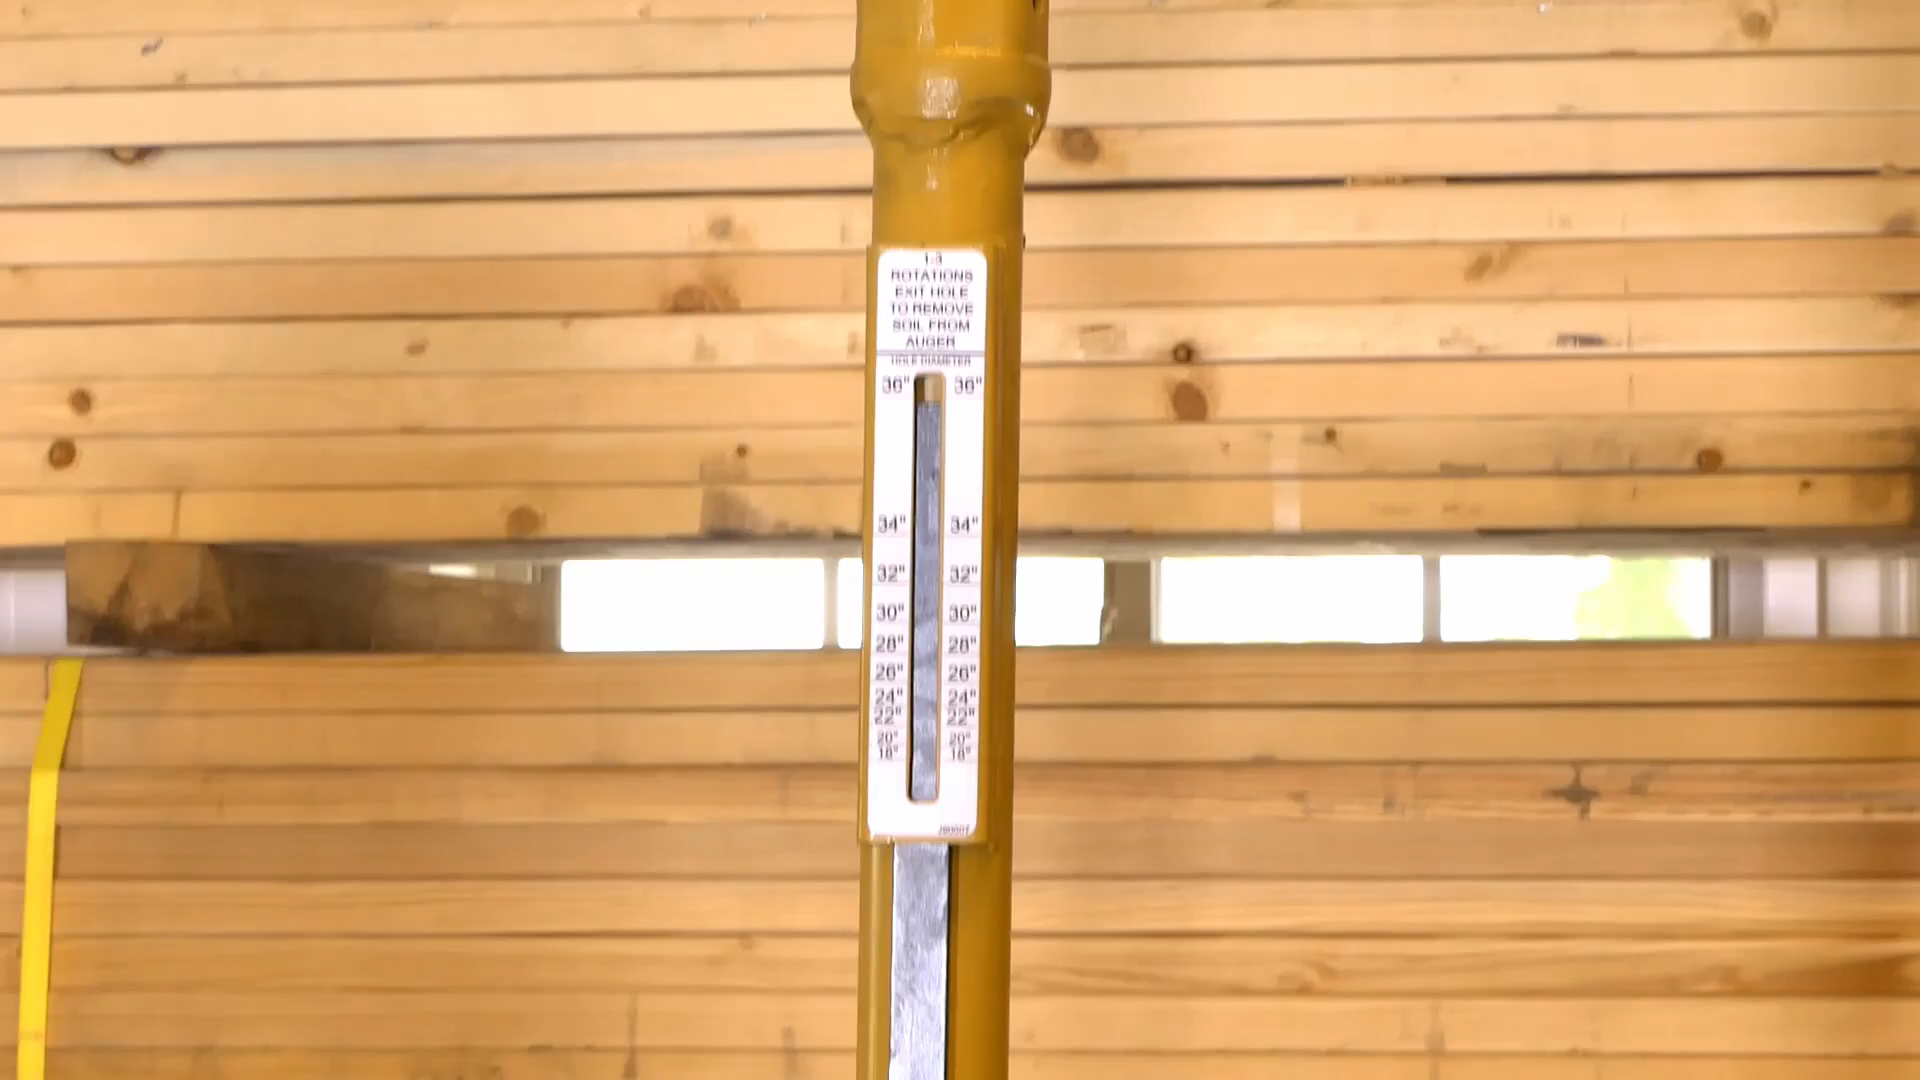 1-3
ROTATIONS
EXIT HOLE
TO REMOVE
SOIL FROM
AUGER
HOLE DIAMETER
36" 36"
34" 34"
32" 32"
30" 30"
28" 28"
26" 26"
24" 24"
22" 22"
20" 20"
18" 18"